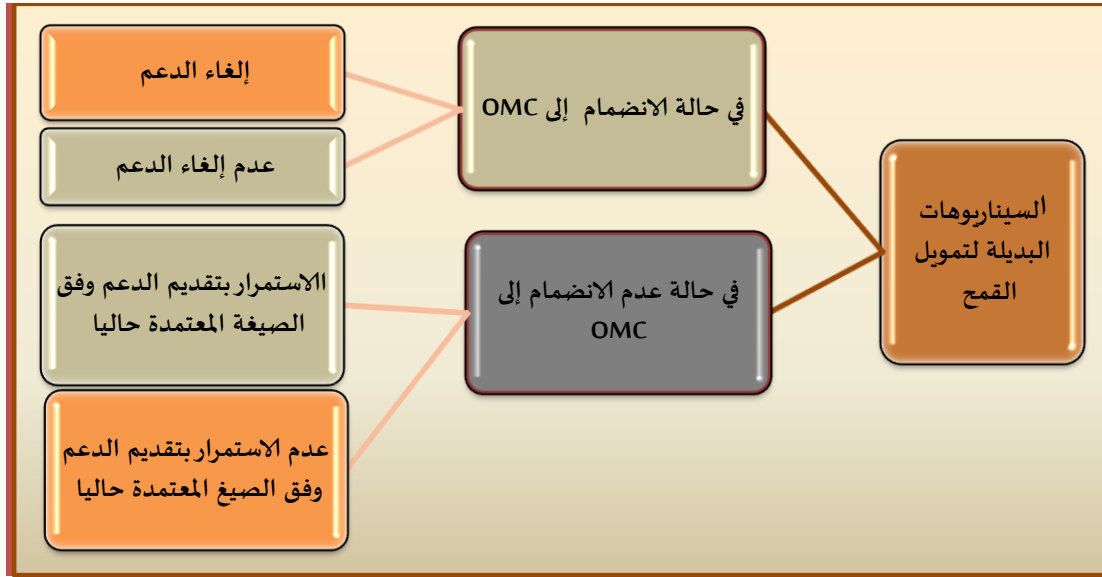 السيناريوهات
البديلة لتمويل
القمح
في حالة الانضمام إلى OMC
إلغاء الدعم
عدم إلغاء الدعم
في حالة عدم الانضمام إلى
OMC
االاستمرار بتقديم الدعم وفق
الصيغة المعتمدة حاليا
عدم الاستمرار بتقديم الدعم
وفق الصيغ المعتمدة حاليا